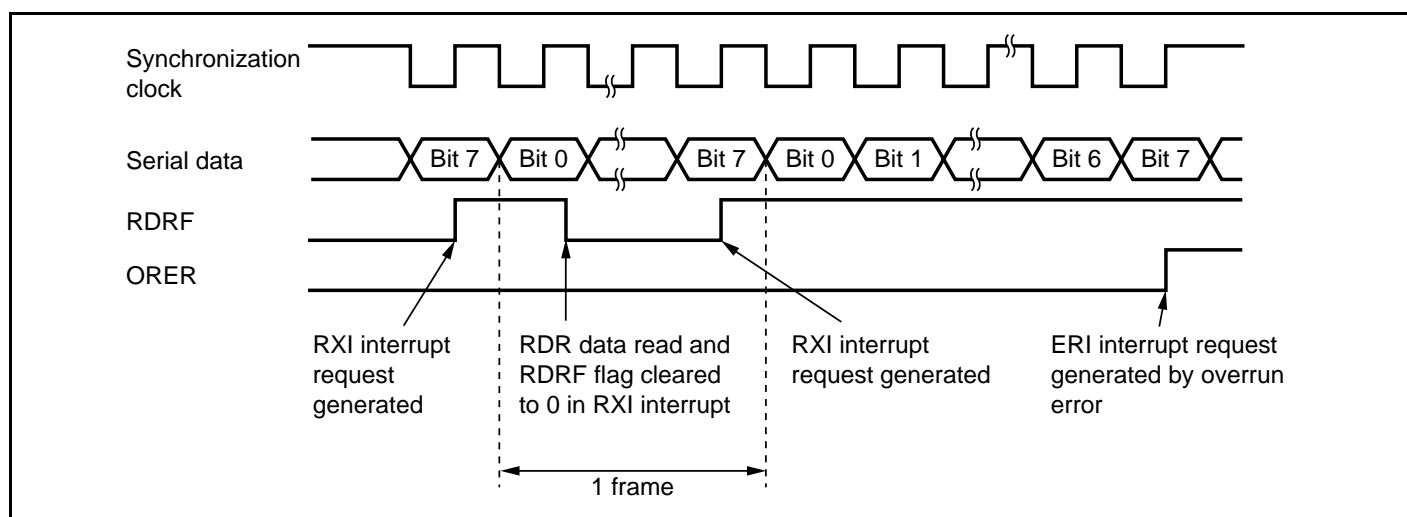 Synchronization
clock
Serial data
Bit 7
Bit 0
Bit 7
Bit 0
Bit 1
Bit 6
Bit 7
RDRF
ORER
RXI interrupt
request
generated
RDR data read and
RDRF flag cleared
to 0 in RXI interrupt
RXI interrupt
request generated
ERI interrupt request
generated by overrun
error
1 frame